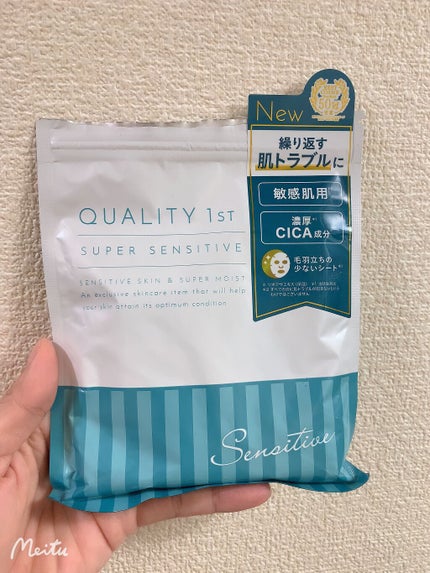 New
繰り返す
肌トラブルに
敏感肌用
濃厚
CICA成分
毛羽立ちの
少ないシート
QUALITY 1ST
SUPER SENSITIVE
SENSITIVE SKIN & SUPER MOIST
An exclusive skincare item that will help
your skin attain its optimum condition
Sensitive
Meitu